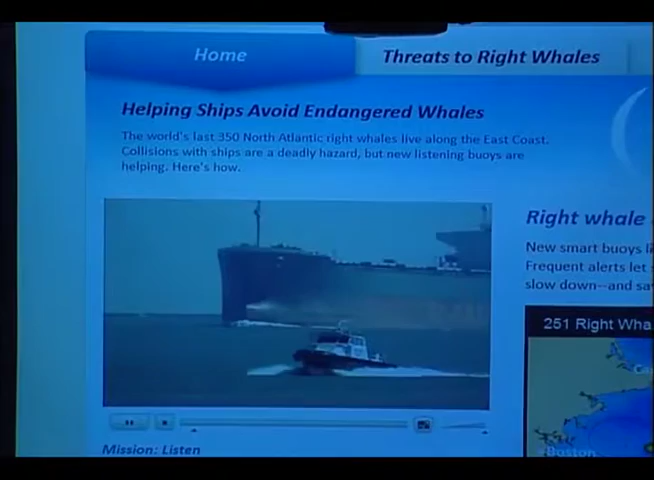 Home
Threats to Right Whales
Helping Ships Avoid Endangered Whales
The world's last 350 North Atlantic right whales live along the East Coast.
Collisions with ships are a deadly hazard, but new listening buoys are
helping. Here's how.
Right whale
New smart buoys
Frequent alerts let
slow down—and
251 Right
Mission: Listen
Boston